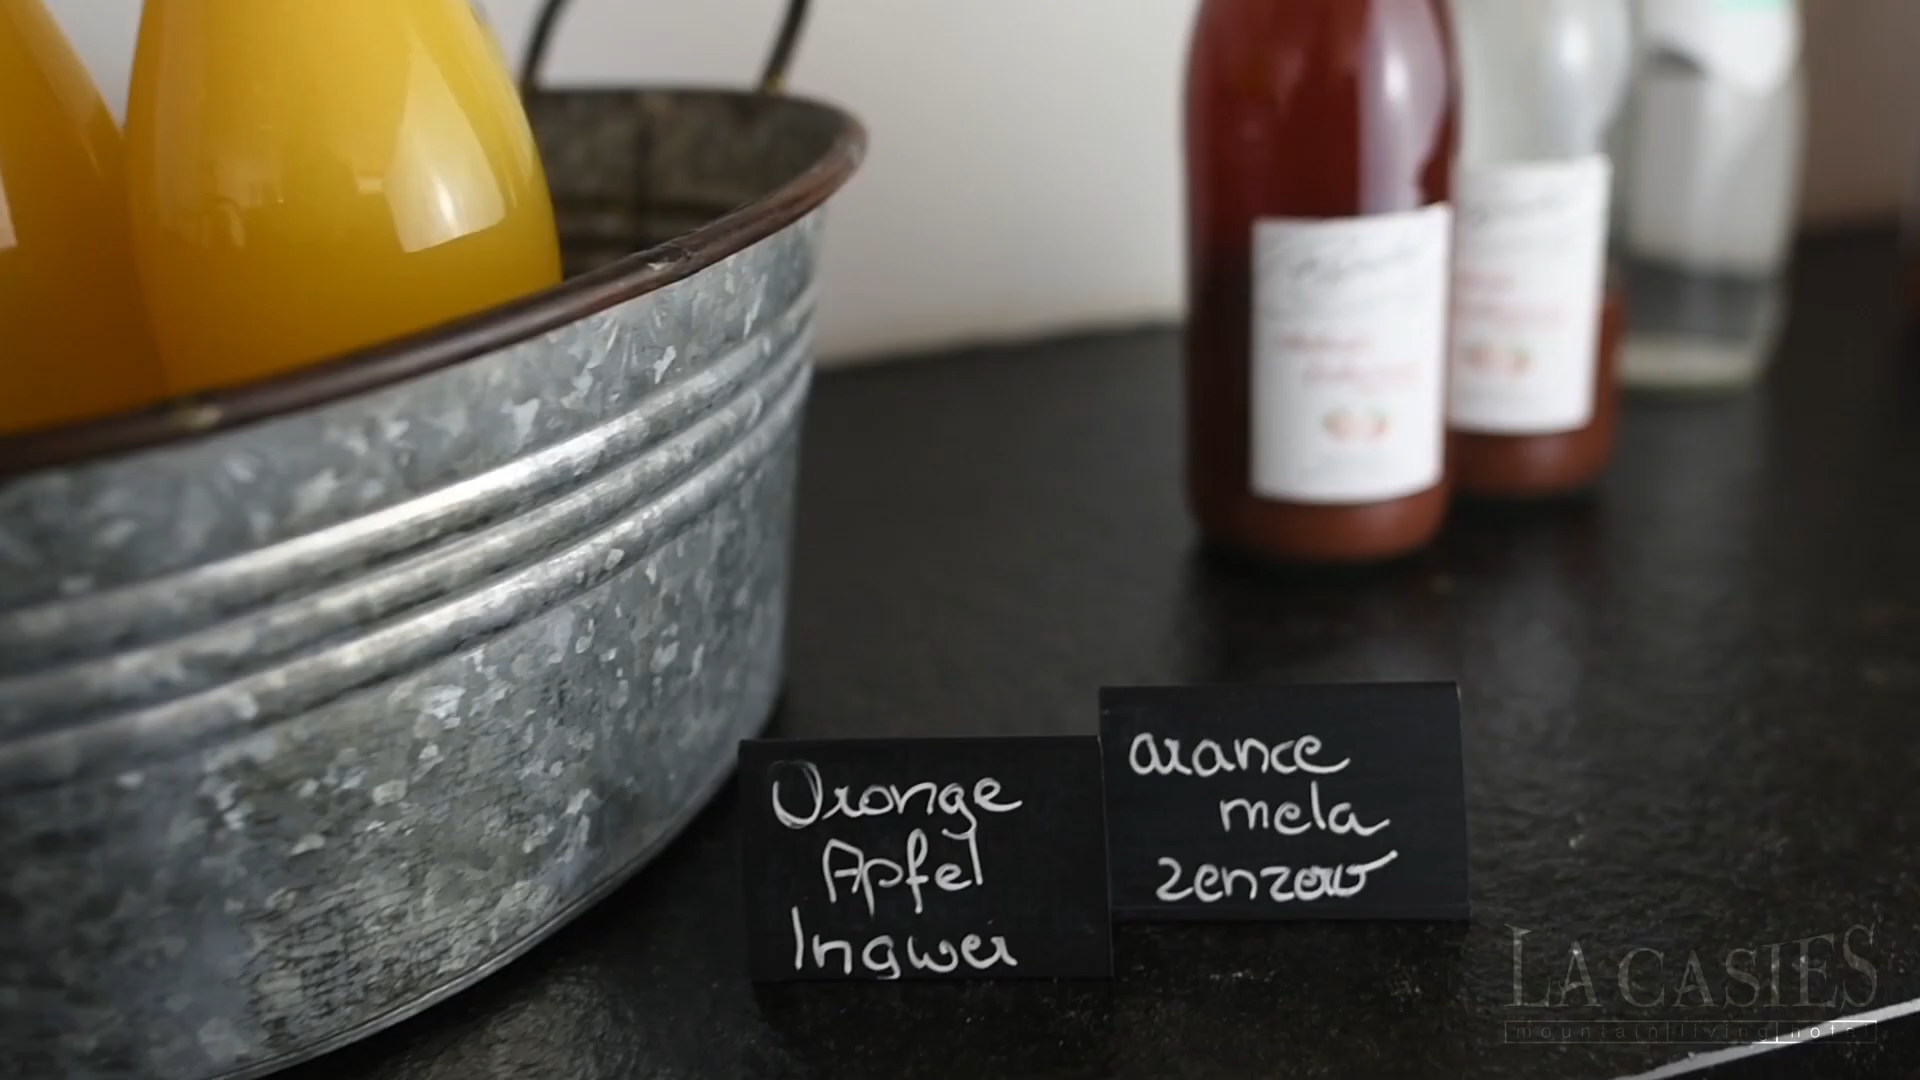 Orange
Apfel
Ingwer
arance
mela
zenzero
LA CASIES
mountain living hotel